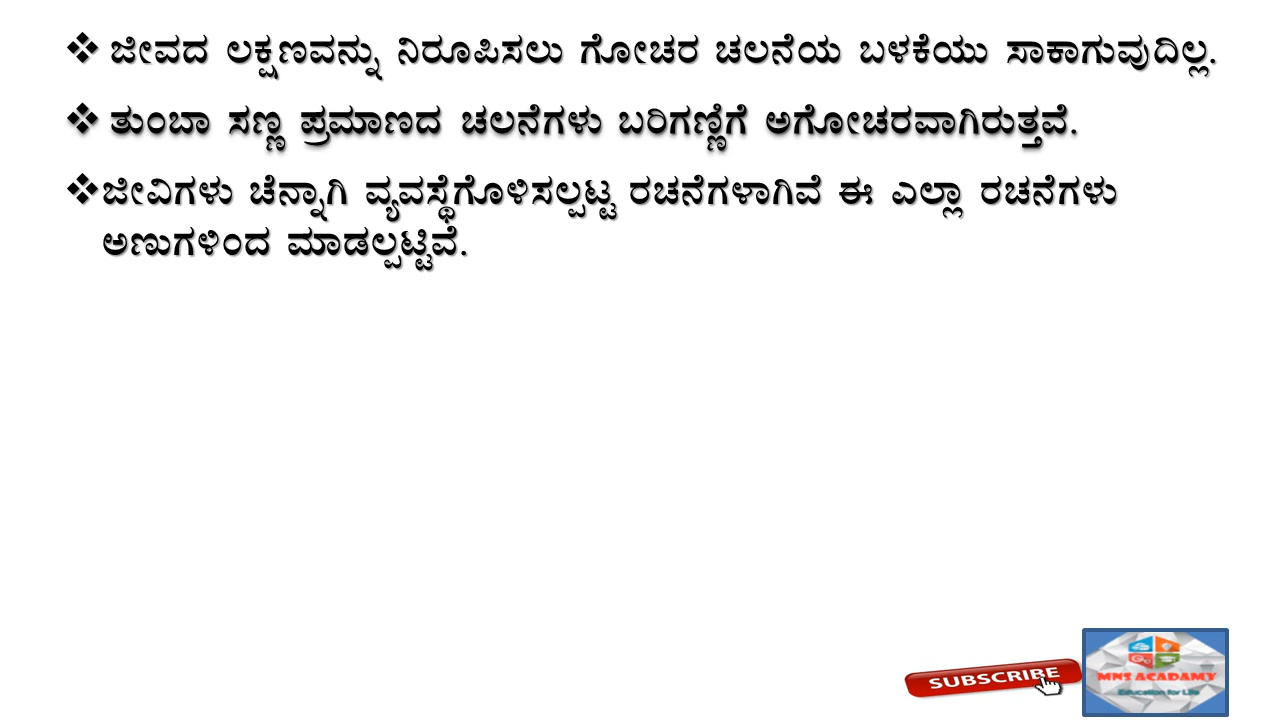 ❖ ಜೀವದ ಲಕ್ಷಣವನ್ನು ನಿರೂಪಿಸಲು ಗೋಚರ ಚಲನೆಯ ಬಳಕೆಯು ಸಾಕಾಗುವುದಿಲ್ಲ.
❖ ತುಂಬಾ ಸಣ್ಣ ಪ್ರಮಾಣದ ಚಲನೆಗಳು ಬರಿಗಣ್ಣಿಗೆ ಅಗೋಚರವಾಗಿರುತ್ತವೆ.
❖ಜೀವಿಗಳು ಚೆನ್ನಾಗಿ ವ್ಯವಸ್ಥೆಗೊಳಿಸಲ್ಪಟ್ಟ ರಚನೆಗಳಾಗಿವೆ ಈ ಎಲ್ಲಾ ರಚನೆಗಳು
ಅಣುಗಳಿಂದ ಮಾಡಲ್ಪಟ್ಟಿವೆ.
SUBSCRIBE
MNS ACADAMY
Education for Life